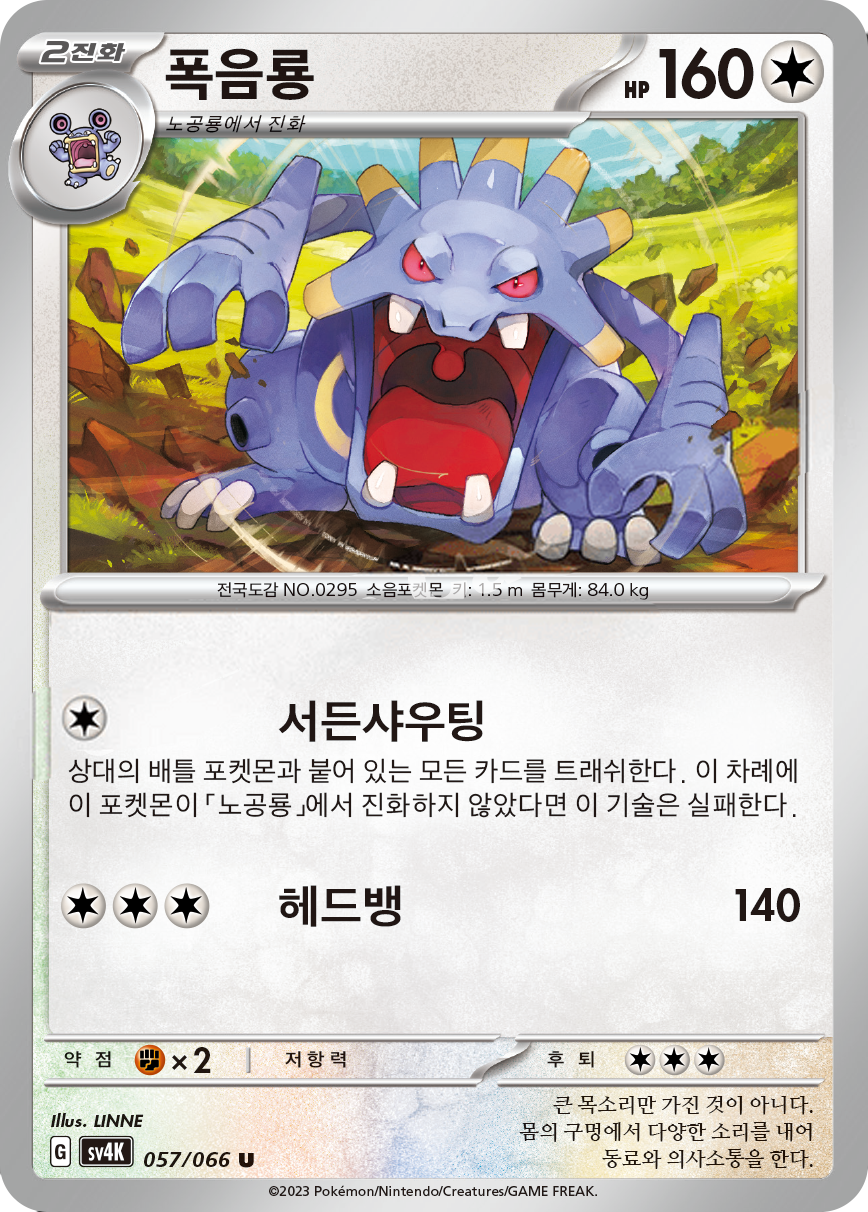 2진화
폭음룡
HP 160
노공룡에서 진화
전국도감 NO.0295 소음포켓몬 키: 1.5 m 몸무게: 84.0 kg
서든샤우팅
상대의 배틀 포켓몬과 붙어 있는 모든 카드를 트래쉬한다. 이 차례에
이 포켓몬이 「노공룡」에서 진화하지 않았다면 이 기술은 실패한다.
헤드뱅 140
약점 ×2 저항력 후퇴
Illus. LINNE
G sv4K 057/066 U
큰 목소리만 가진 것이 아니다.
몸의 구멍에서 다양한 소리를 내어
동료와 의사소통을 한다.
©2023 Pokémon/Nintendo/Creatures/GAME FREAK.